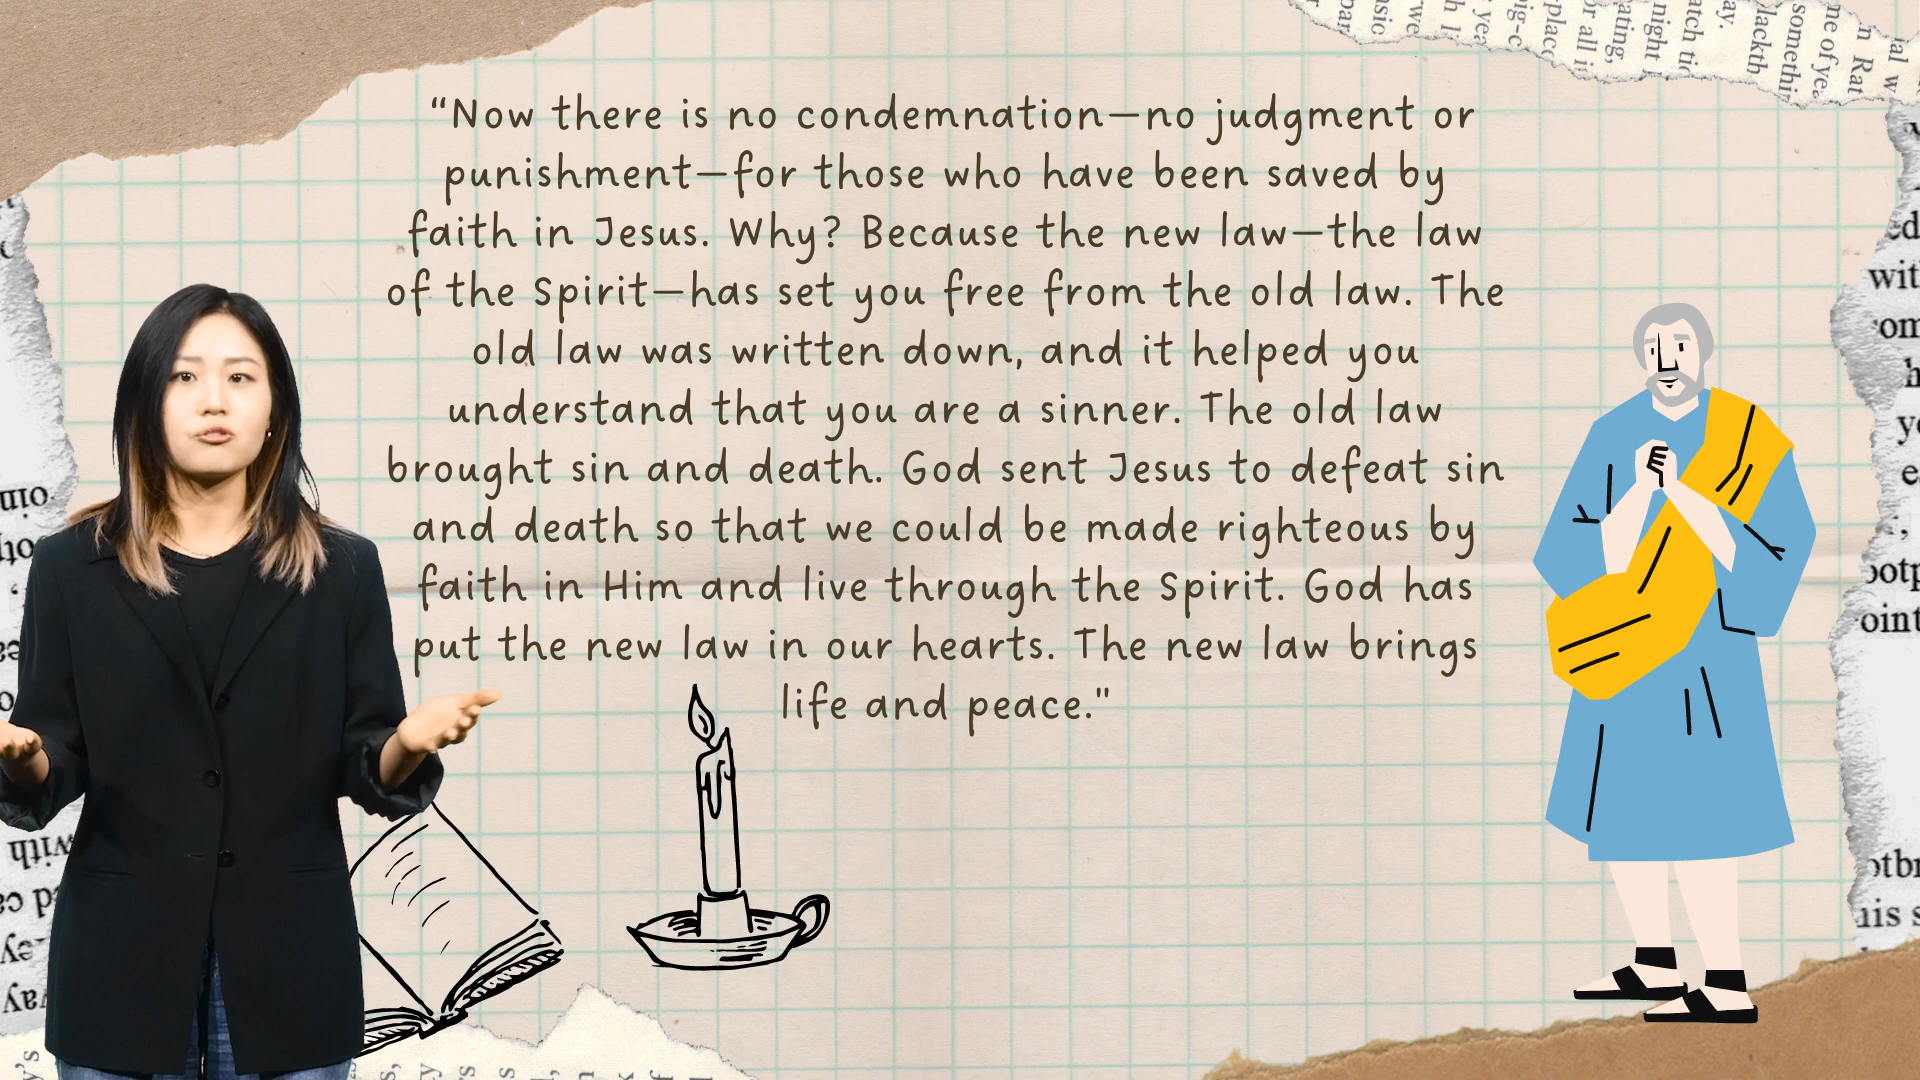 “Now there is no condemnation—no judgment or
punishment—for those who have been saved by
faith in Jesus. Why? Because the new law—the law
of the Spirit—has set you free from the old law. The
old law was written down, and it helped you
understand that you are a sinner. The old law
brought sin and death. God sent Jesus to defeat sin
and death so that we could be made righteous by
faith in Him and live through the Spirit. God has
put the new law in our hearts. The new law brings
life and peace."